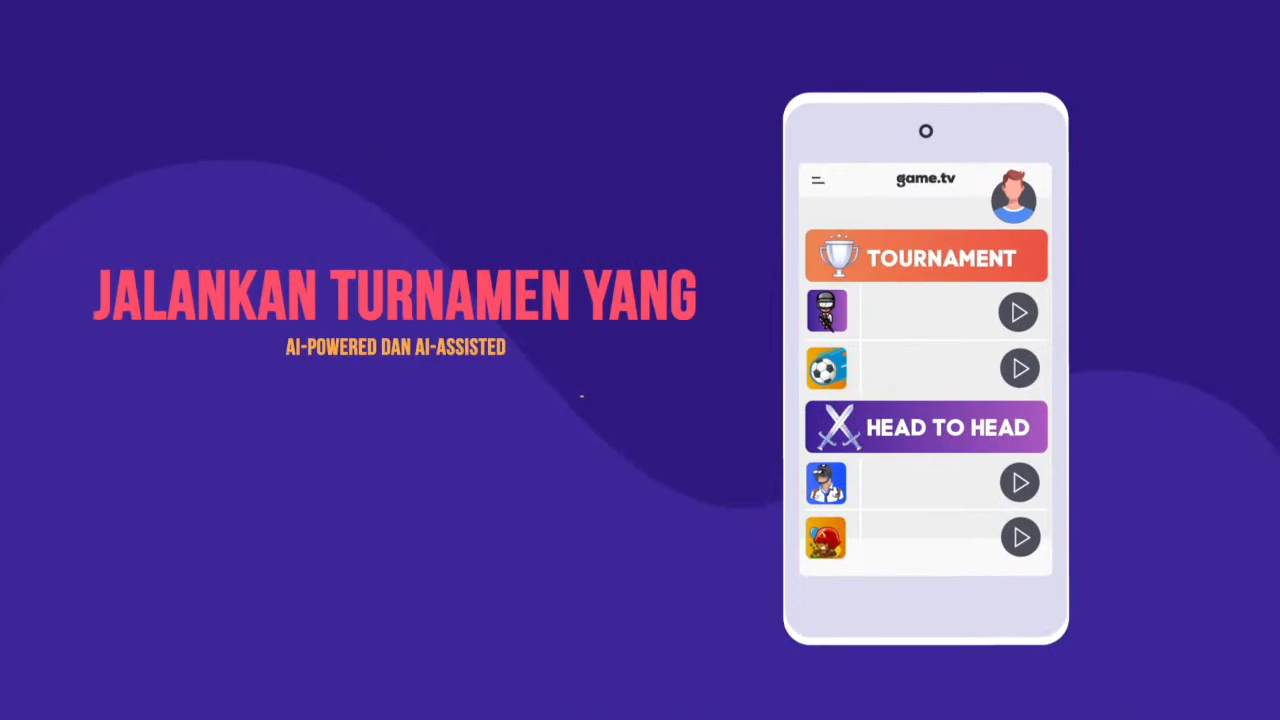 JALANKAN TURNAMEN YANG
AI-POWERED DAN AI-ASSISTED
game.tv
TOURNAMENT
HEAD TO HEAD